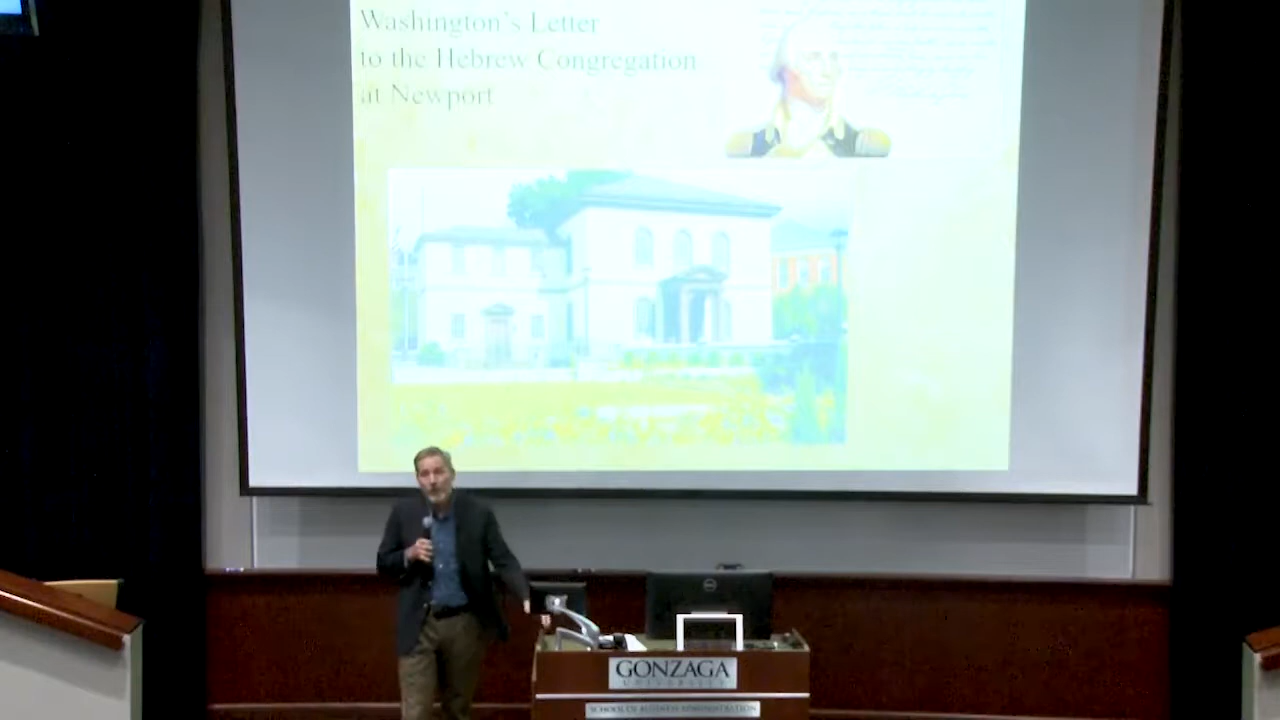 Washington's Letter
to the Hebrew Congregation
at Newport
GONZAGA
UNIVERSITY
SCHOOL OF BUSINESS ADMINISTRATION